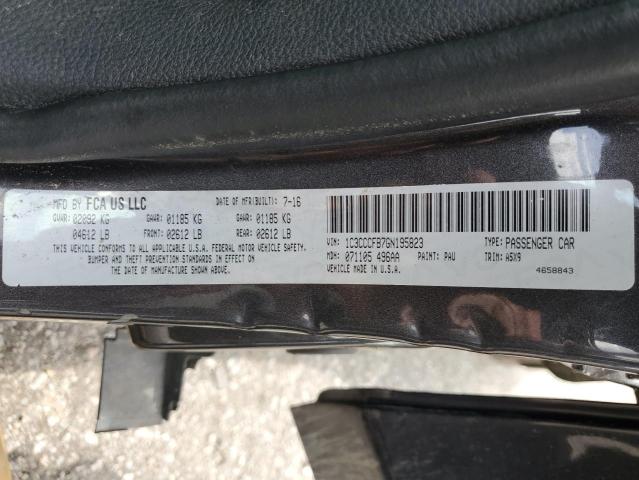 MFD BY FCA US LLC DATE OF MFR(BUILT): 7-16
GVWR: 02092 KG GAWR: 01185 KG GAWR: 01185 KG
04612 LB FRONT: 02612 LB REAR: 02612 LB
THIS VEHICLE CONFORMS TO ALL APPLICABLE U.S.A. FEDERAL MOTOR VEHICLE SAFETY,
BUMPER AND THEFT PREVENTION STANDARDS IN EFFECT ON
THE DATE OF MANUFACTURE SHOWN ABOVE.
VIN: 1C3CCCFB7GN195823 TYPE: PASSENGER CAR
MDH: 071105 496AA PAINT: PAU TRIM: A5X9
VEHICLE MADE IN U.S.A. 4658843